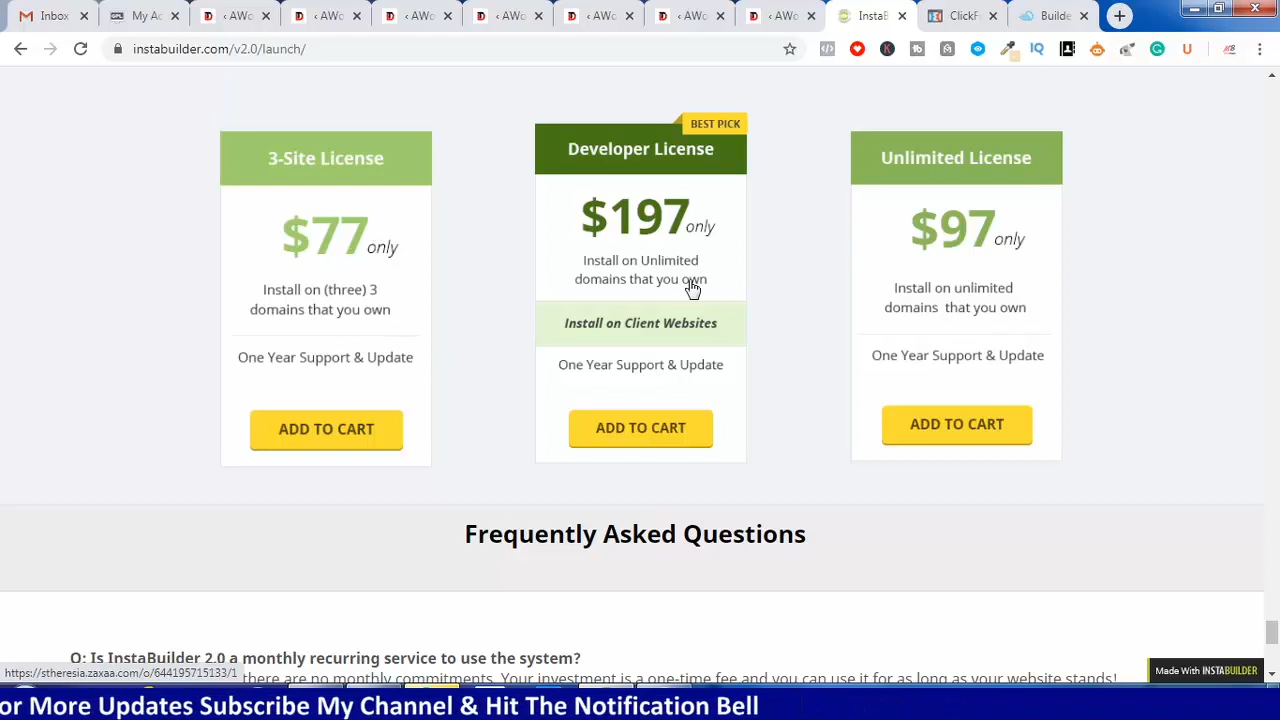 Inbox
My Ac
‹ AWo
‹ AWo
‹ AWo
‹ AWo
‹ AWo
‹ AWo
‹ AWo
InstaB
ClickF
Builde
instabuilder.com/v2.0/launch/
BEST PICK
3-Site License
Developer License
Unlimited License
$77 only
$197 only
$97 only
Install on (three) 3
domains that you own
Install on Unlimited
domains that you own
Install on unlimited
domains that you own
Install on Client Websites
One Year Support & Update
One Year Support & Update
One Year Support & Update
ADD TO CART
ADD TO CART
ADD TO CART
Frequently Asked Questions
Q: Is InstaBuilder 2.0 a monthly recurring service to use the system?
https://stheresia.zaxaa.com/o/644195715133/1
there are no monthly commitments. Your investment is a one-time fee and you can use it for as long as your website stands!
Made With INSTABUILDER
or More Updates Subscribe My Channel & Hit The Notification Bell